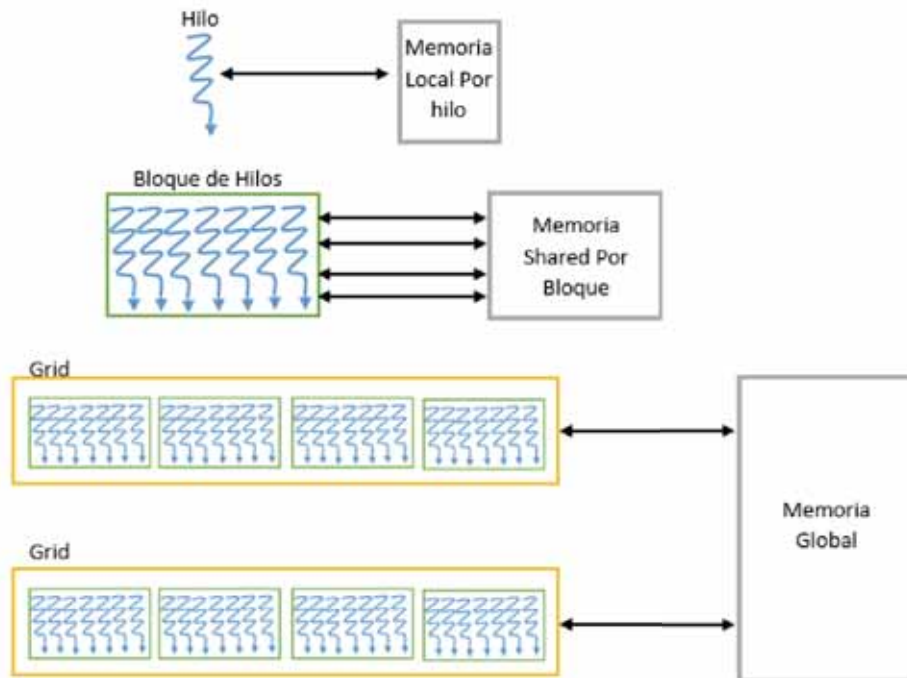 Hilo
Memoria
Local Por
hilo
Bloque de Hilos
Memoria
Shared Por
Bloque
Grid
Memoria
Global
Grid